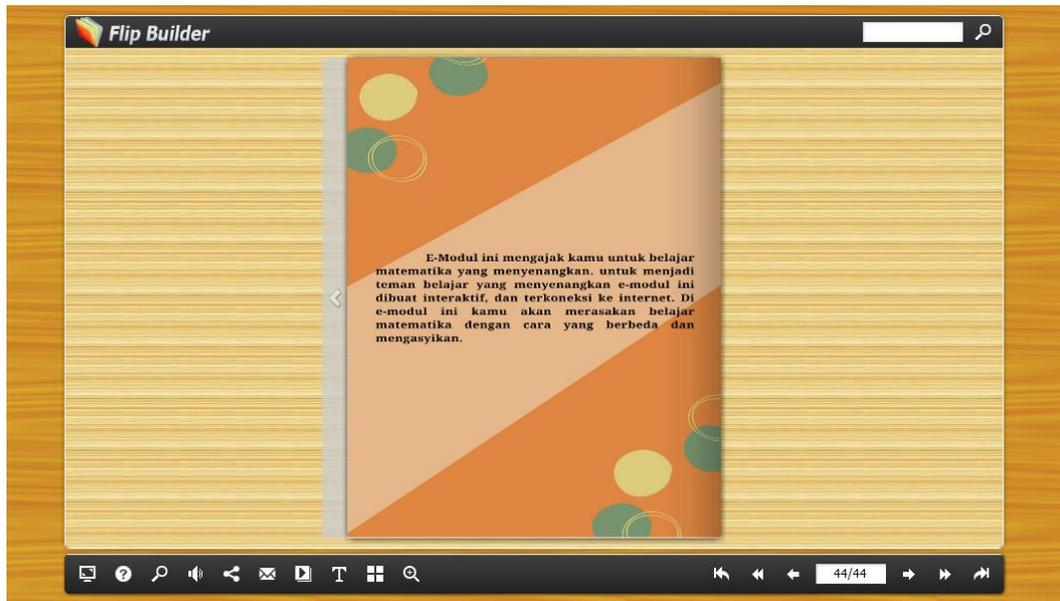 Flip Builder
E-Modul ini mengajak kamu untuk belajar
matematika yang menyenangkan. untuk menjadi
teman belajar yang menyenangkan e-modul ini
dibuat interaktif, dan terkoneksi ke internet. Di
e-modul ini kamu akan merasakan belajar
matematika dengan cara yang berbeda dan
mengasyikan.
T
44/44